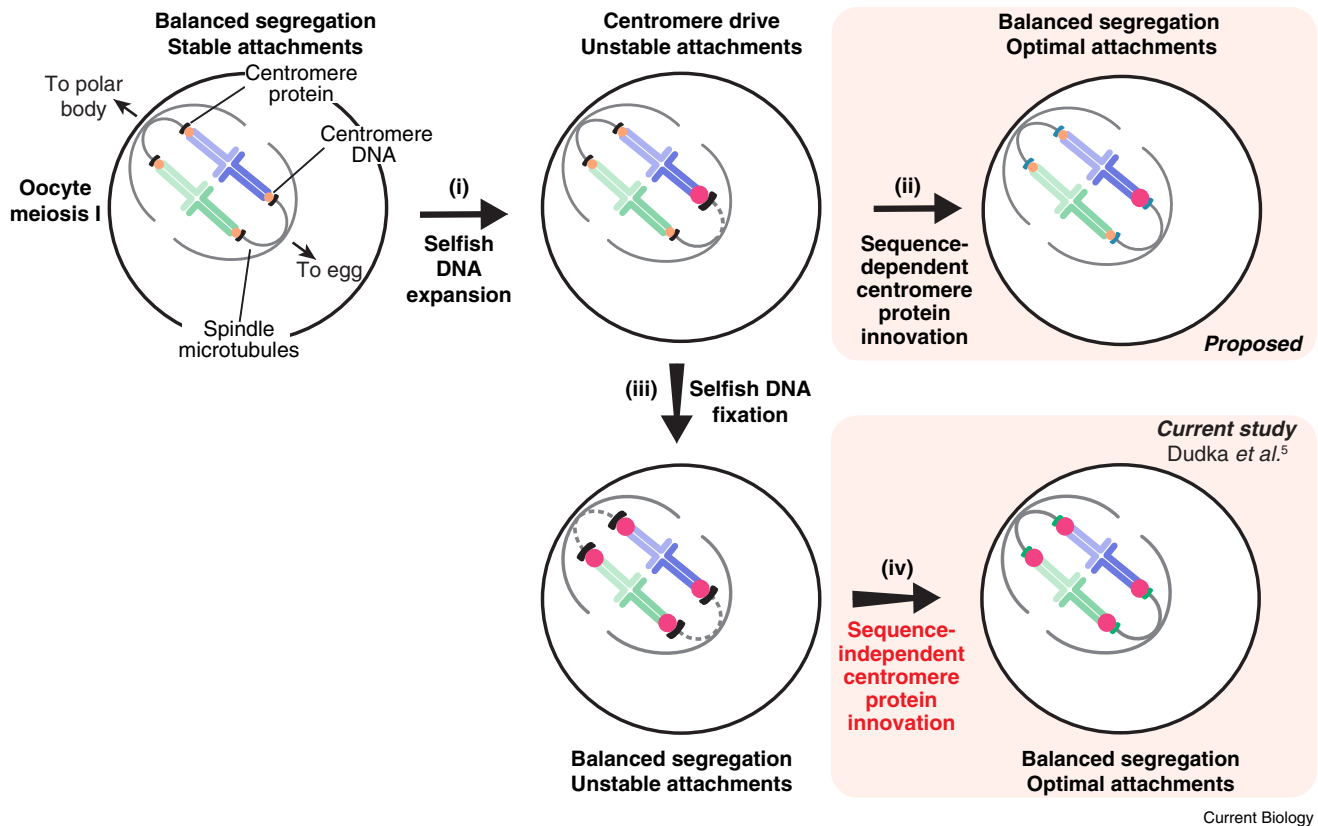 Balanced segregation
Stable attachments
To polar
body
Centromere
protein
Centromere
DNA
Oocyte
meiosis I
To egg
Spindle
microtubules
(i)
Selfish
DNA
expansion
Centromere drive
Unstable attachments
(ii)
Sequence-
dependent
centromere
protein
innovation
Balanced segregation
Optimal attachments
Proposed
(iii)
Selfish DNA
fixation
Balanced segregation
Unstable attachments
(iv)
Sequence-
independent
centromere
protein
innovation
Current study
Dudka et al.⁵
Balanced segregation
Optimal attachments
Current Biology